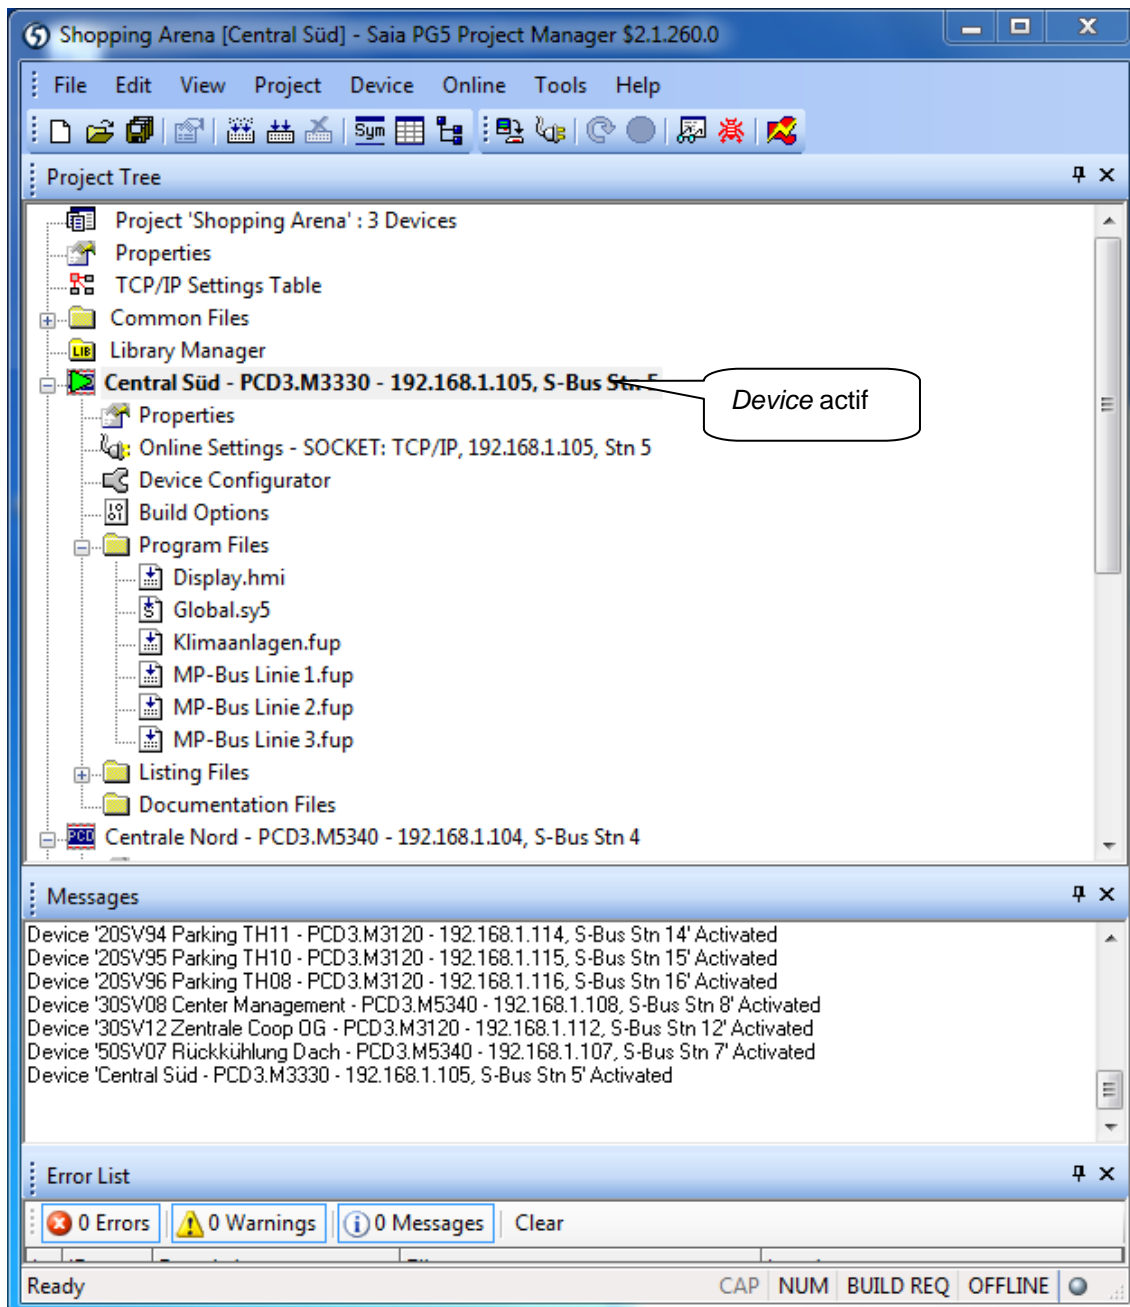 Shopping Arena [Central Süd] - Saia PG5 Project Manager $2.1.260.0
File Edit View Project Device Online Tools Help
Sym
Project Tree
Project 'Shopping Arena' : 3 Devices
Properties
TCP/IP Settings Table
Common Files
LIB Library Manager
Central Süd - PCD3.M3330 - 192.168.1.105, S-Bus Stn 5
Device actif
Properties
Online Settings - SOCKET: TCP/IP, 192.168.1.105, Stn 5
Device Configurator
Build Options
Program Files
Display.hmi
Global.sy5
Klimaanlagen.fup
MP-Bus Linie 1.fup
MP-Bus Linie 2.fup
MP-Bus Linie 3.fup
Listing Files
Documentation Files
PCD Centrale Nord - PCD3.M5340 - 192.168.1.104, S-Bus Stn 4
Messages
Device '20SV94 Parking TH11 - PCD3.M3120 - 192.168.1.114, S-Bus Stn 14' Activated
Device '20SV95 Parking TH10 - PCD3.M3120 - 192.168.1.115, S-Bus Stn 15' Activated
Device '20SV96 Parking TH08 - PCD3.M3120 - 192.168.1.116, S-Bus Stn 16' Activated
Device '30SV08 Center Management - PCD3.M5340 - 192.168.1.108, S-Bus Stn 8' Activated
Device '30SV12 Zentrale Coop OG - PCD3.M3120 - 192.168.1.112, S-Bus Stn 12' Activated
Device '50SV07 Rückkühlung Dach - PCD3.M5340 - 192.168.1.107, S-Bus Stn 7' Activated
Device 'Central Süd - PCD3.M3330 - 192.168.1.105, S-Bus Stn 5' Activated
Error List
0 Errors 0 Warnings 0 Messages Clear
Ready CAP NUM BUILD REQ OFFLINE